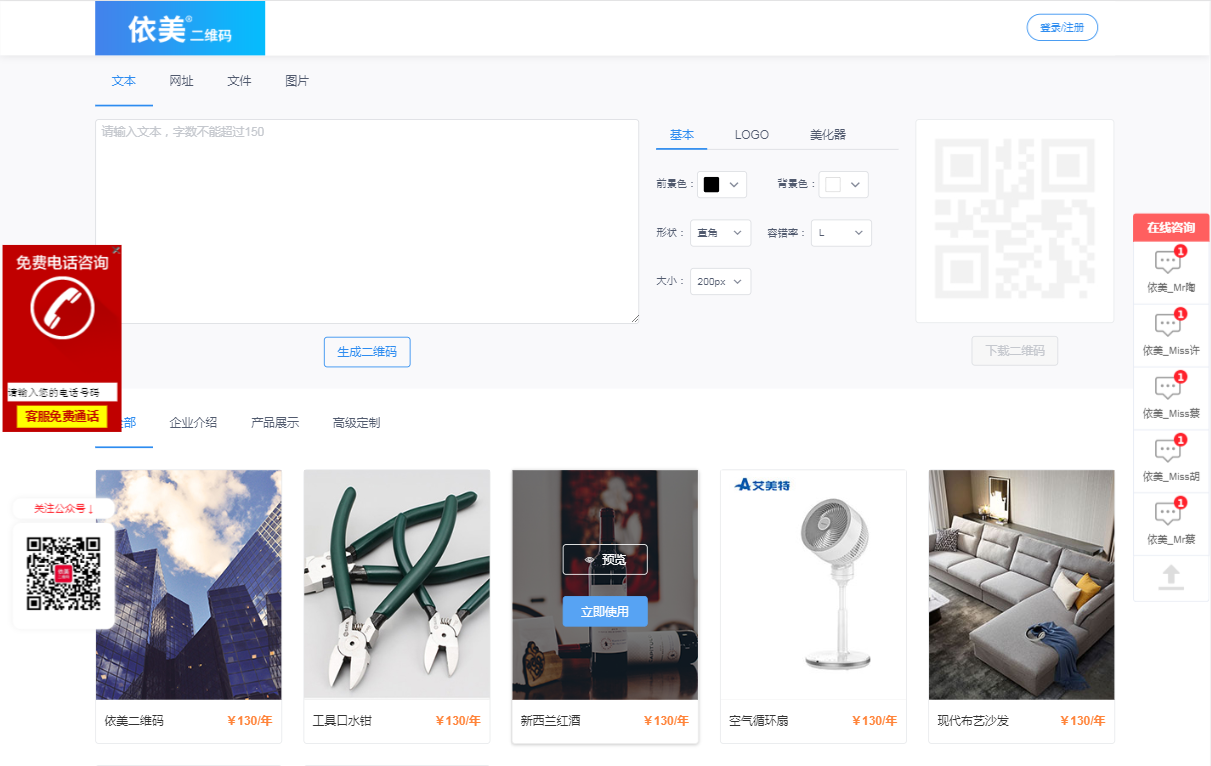 依美® 二维码
登录/注册
文本 网址 文件 图片
请输入文本，字数不能超过150
基本 LOGO 美化器
前景色： 背景色：
形状： 直角 容错率： L
大小： 200px
生成二维码
下载二维码
免费电话咨询
请输入您的电话号码
客服免费通话
在线咨询
1
依美_Mr陶
1
依美_Miss许
1
依美_Miss蔡
1
依美_Miss胡
1
依美_Mr蔡
部 企业介绍 产品展示 高级定制
关注公众号↓
依美
二维码
艾美特
预览
立即使用
依美二维码 ￥130/年
工具口水钳 ￥130/年
新西兰红酒 ￥130/年
空气循环扇 ￥130/年
现代布艺沙发 ￥130/年